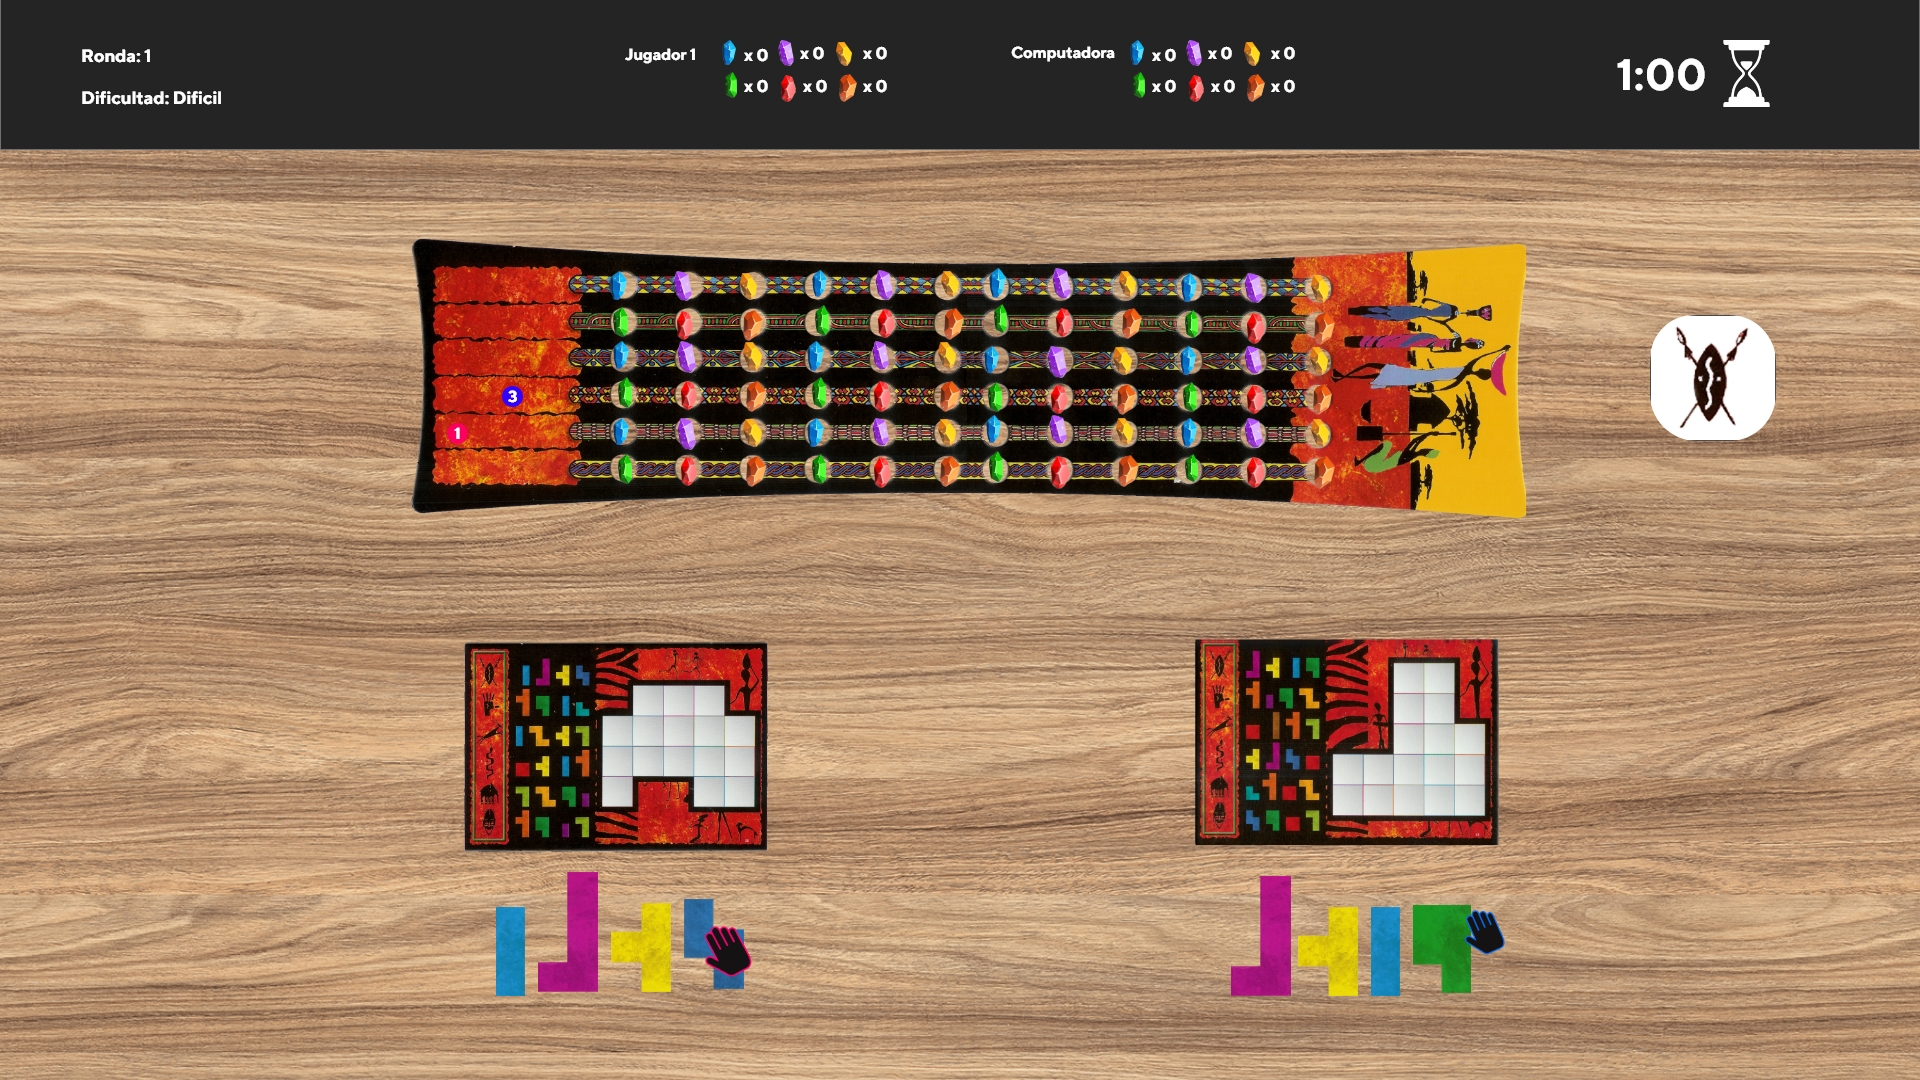 Ronda: 1
Dificultad: Dificil
Jugador 1 x 0 x 0 x 0
x 0 x 0 x 0
Computadora x 0 x 0 x 0
x 0 x 0 x 0
1:00
3
1